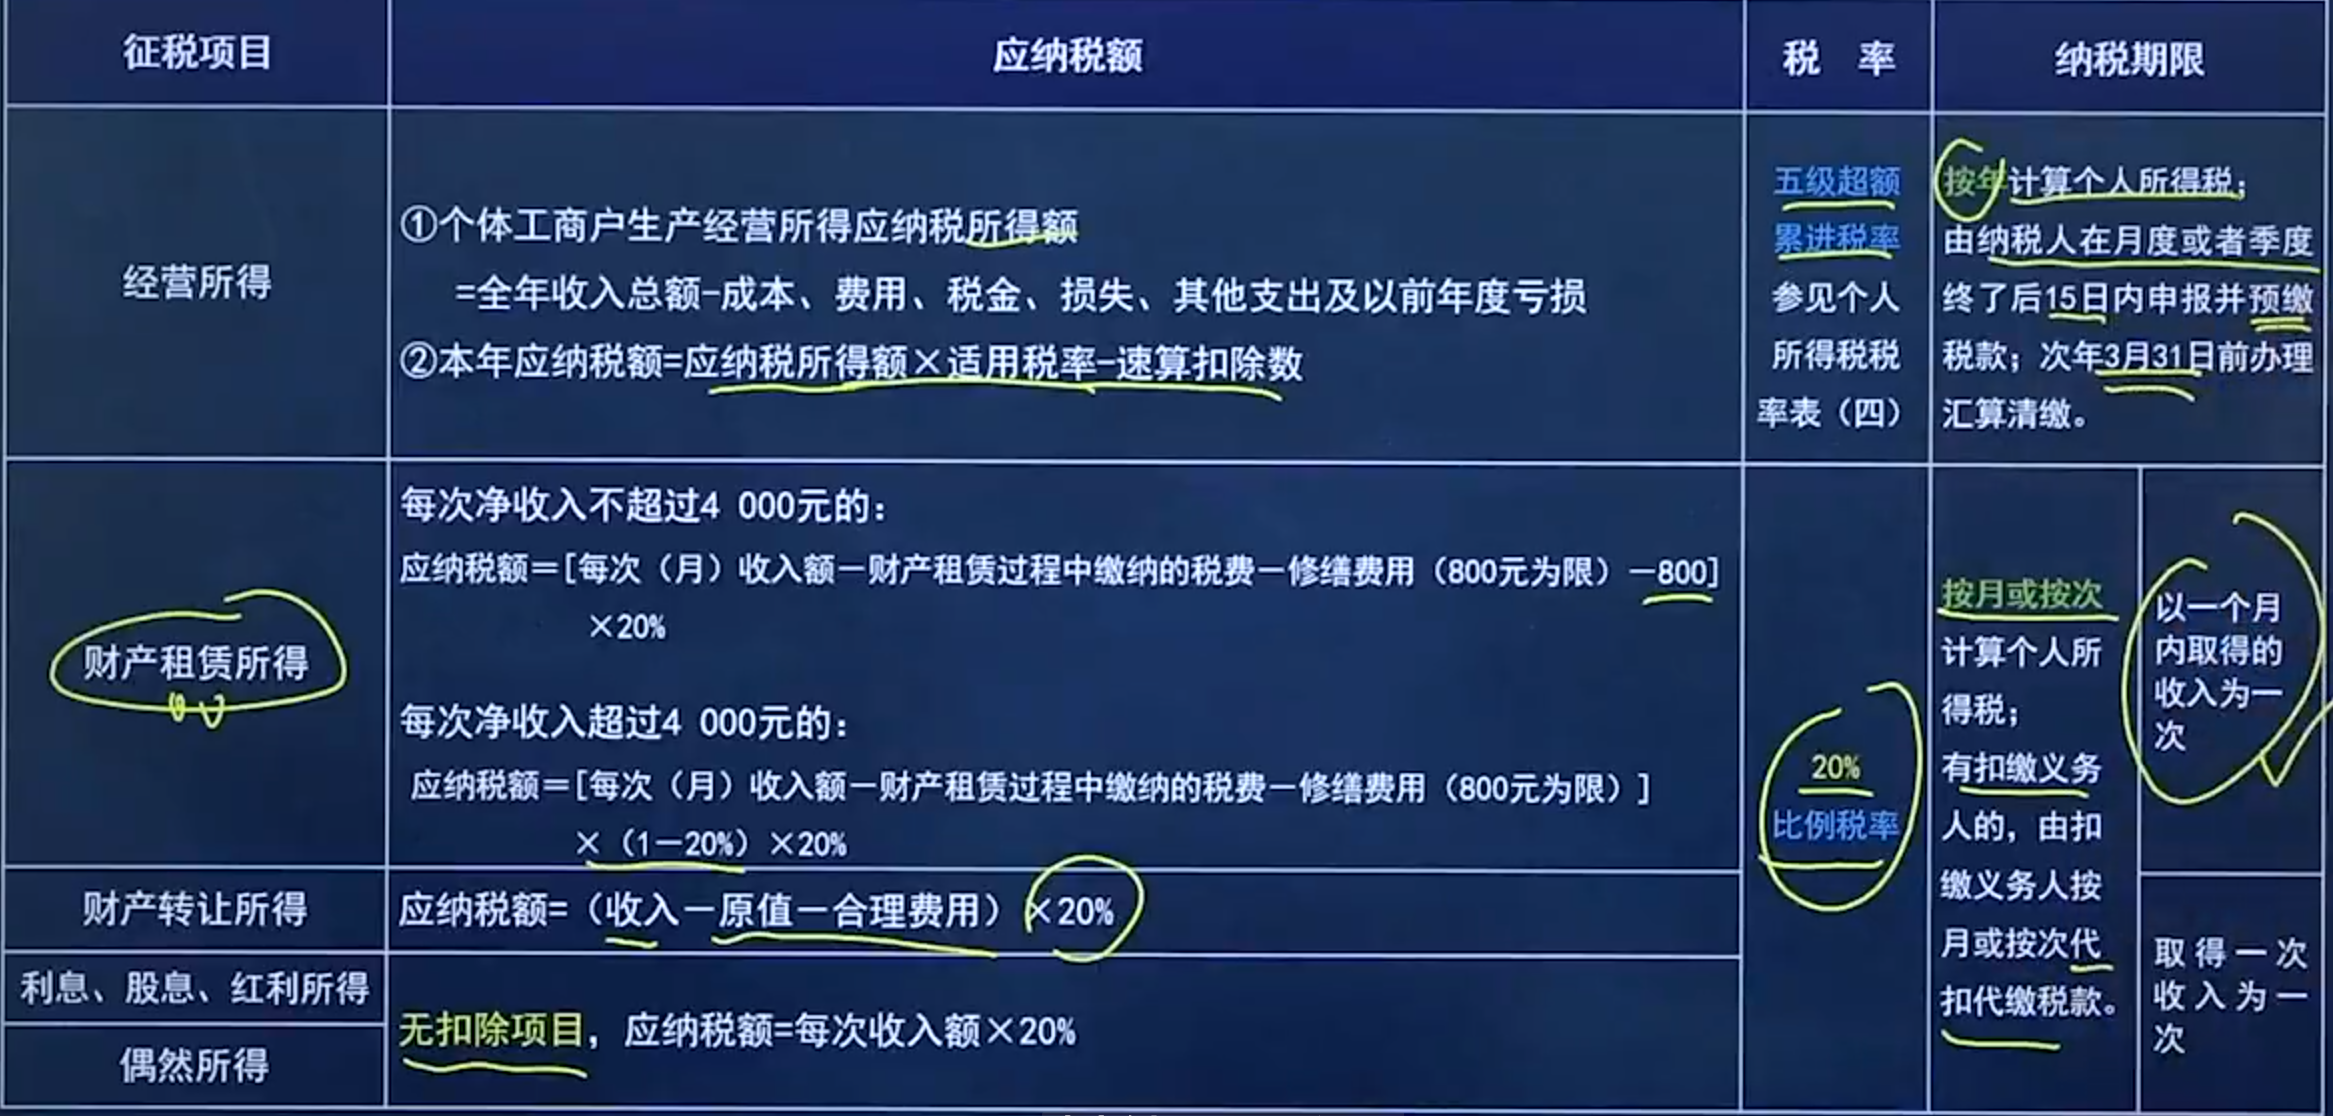 征税项目
应纳税额
税 率
纳税期限
经营所得
①个体工商户生产经营所得应纳税所得额
=全年收入总额-成本、费用、税金、损失、其他支出及以前年度亏损
②本年应纳税额=应纳税所得额×适用税率-速算扣除数
五级超额
累进税率
参见个人
所得税税
率表（四）
按年计算个人所得税；
由纳税人在月度或者季度
终了后15日内申报并预缴
税款；次年3月31日前办理
汇算清缴。
财产租赁所得
每次净收入不超过4 000元的：
应纳税额＝[每次（月）收入额－财产租赁过程中缴纳的税费－修缮费用（800元为限）－800]
×20%
每次净收入超过4 000元的：
应纳税额＝[每次（月）收入额－财产租赁过程中缴纳的税费－修缮费用（800元为限）]
×（1－20%）×20%
20%
比例税率
按月或按次
计算个人所
得税；
有扣缴义务
人的，由扣
缴义务人按
月或按次代
扣代缴税款。
以一个月
内取得的
收入为一
次
财产转让所得
应纳税额=（收入－原值－合理费用）×20%
利息、股息、红利所得
偶然所得
无扣除项目，应纳税额=每次收入额×20%
取得一次
收入为一
次